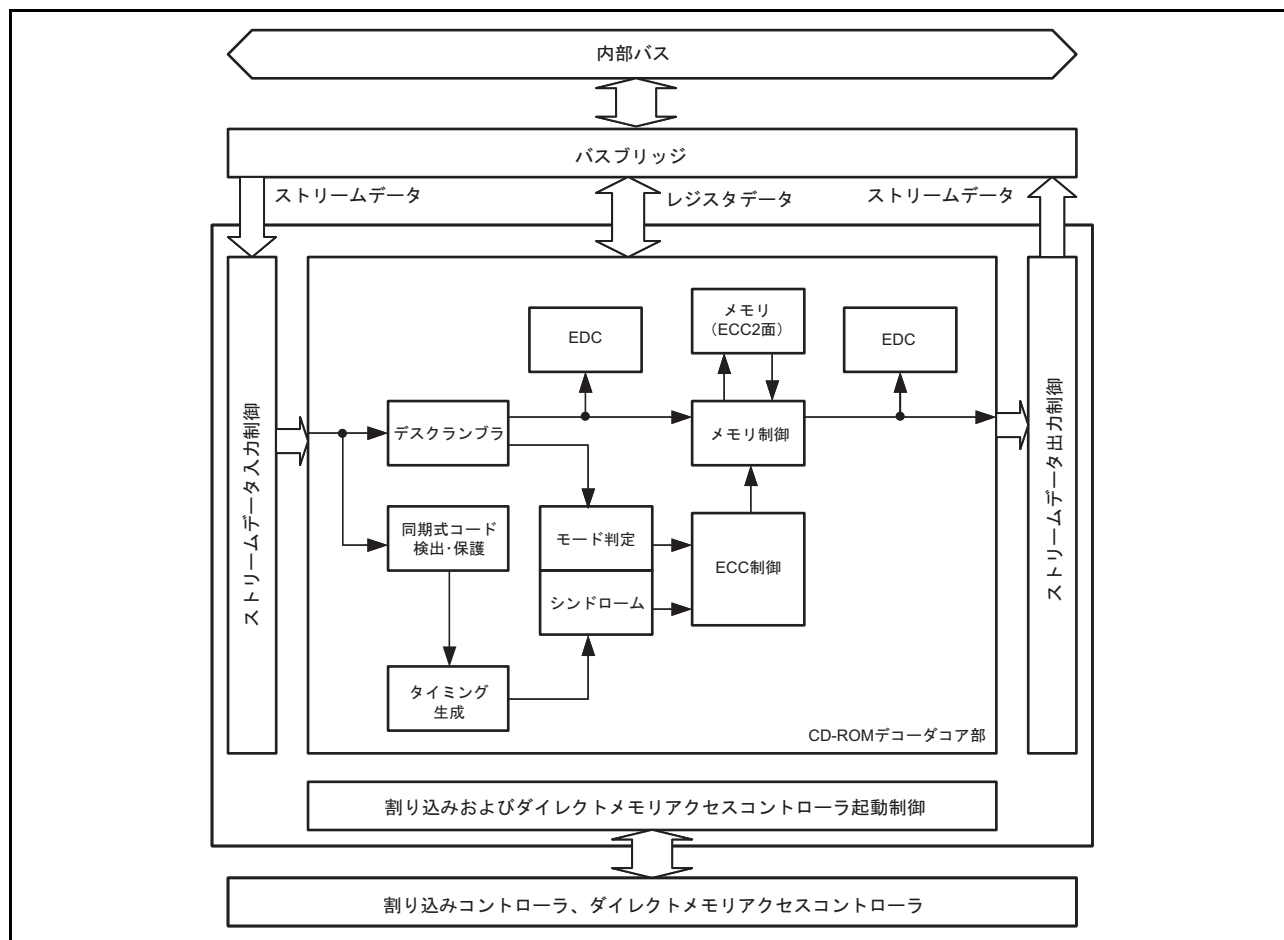 内部バス
バスブリッジ
ストリームデータ
レジスタデータ
ストリームデータ
ストリームデータ入力制御
EDC
メモリ
(ECC2面)
EDC
デスクランブラ
メモリ制御
同期式コード
検出・保護
モード判定
シンドローム
ECC制御
タイミング
生成
CD-ROMデコーダコア部
ストリームデータ出力制御
割り込みおよびダイレクトメモリアクセスコントローラ起動制御
割り込みコントローラ、ダイレクトメモリアクセスコントローラ